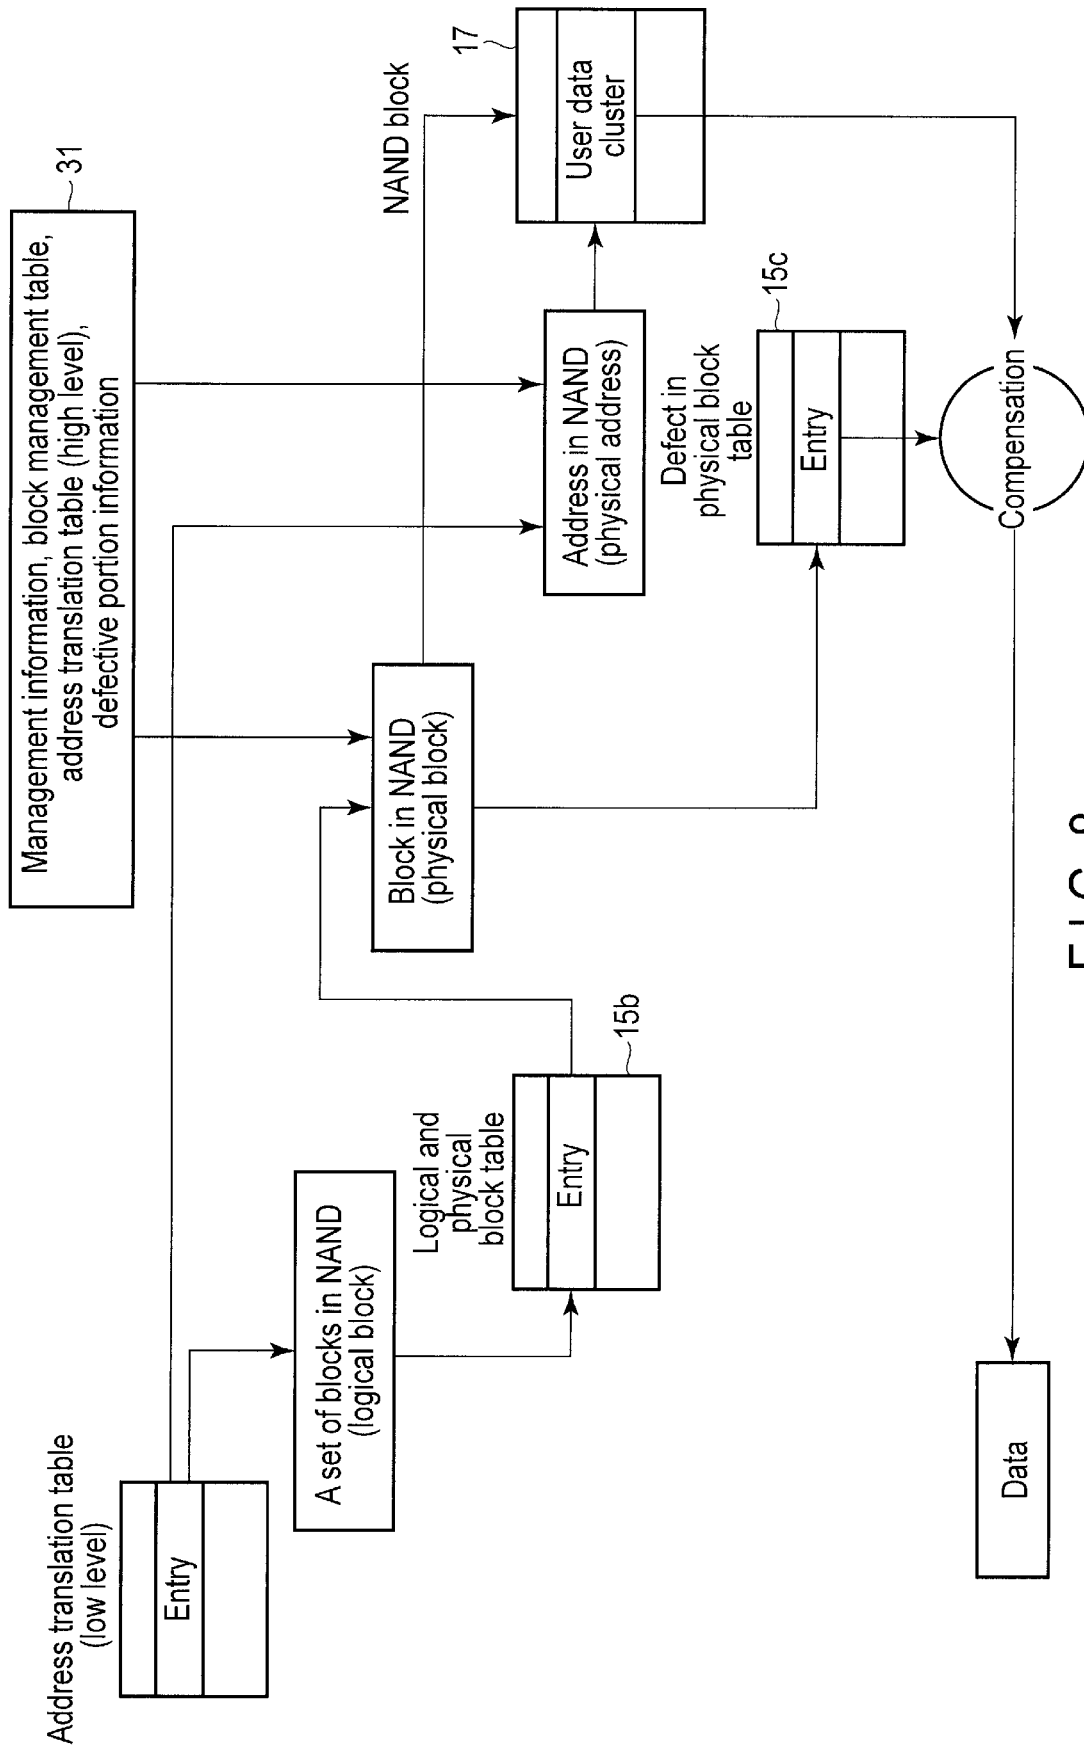 Management information, block management table,
address translation table (high level),
defective portion information
31
Address translation table
(low level)
Entry
A set of blocks in NAND
(logical block)
Logical and
physical
block table
Entry
15b
Block in NAND
(physical block)
NAND block
Address in NAND
(physical address)
17
User data
cluster
Defect in
physical block
table
15c
Entry
Compensation
Data